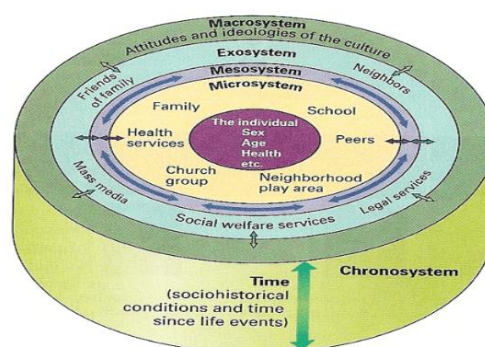 Macrosystem
Attitudes and ideologies of the culture
Exosystem
Mesosystem
Microsystem
Friends
of family
Neighbors
Family
School
The individual
Sex
Age
Health
etc.
Health
services
Peers
Church
group
Neighborhood
play area
Mass media
Social welfare services
Legal services
Time
(sociohistorical
conditions and time
since life events)
Chronosystem